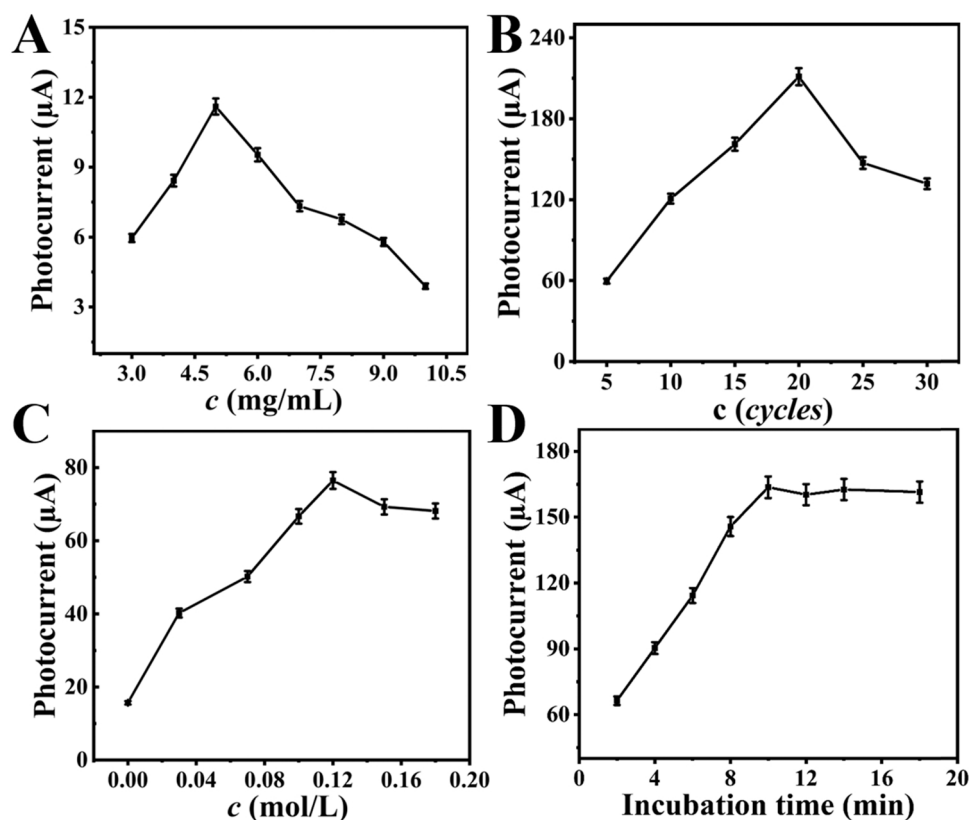 A
Photocurrent (μA)
15
12
9
6
3
3.0 4.5 6.0 7.5 9.0 10.5
c (mg/mL)
B
Photocurrent (μA)
240
180
120
60
0
5 10 15 20 25 30
c (cycles)
C
Photocurrent (μA)
80
60
40
20
0
0.00 0.04 0.08 0.12 0.16 0.20
c (mol/L)
D
Photocurrent (μA)
180
150
120
90
60
0 4 8 12 16 20
Incubation time (min)